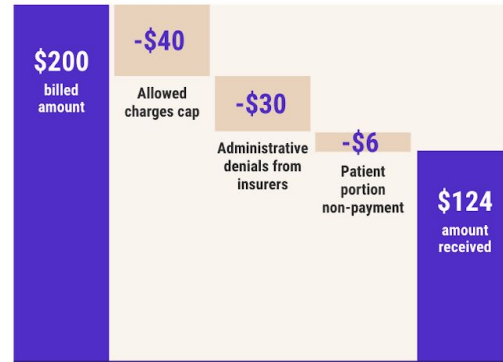 $200
billed
amount
-$40
Allowed
charges cap
-$30
Administrative
denials from
insurers
-$6
Patient
portion
non-payment
$124
amount
received